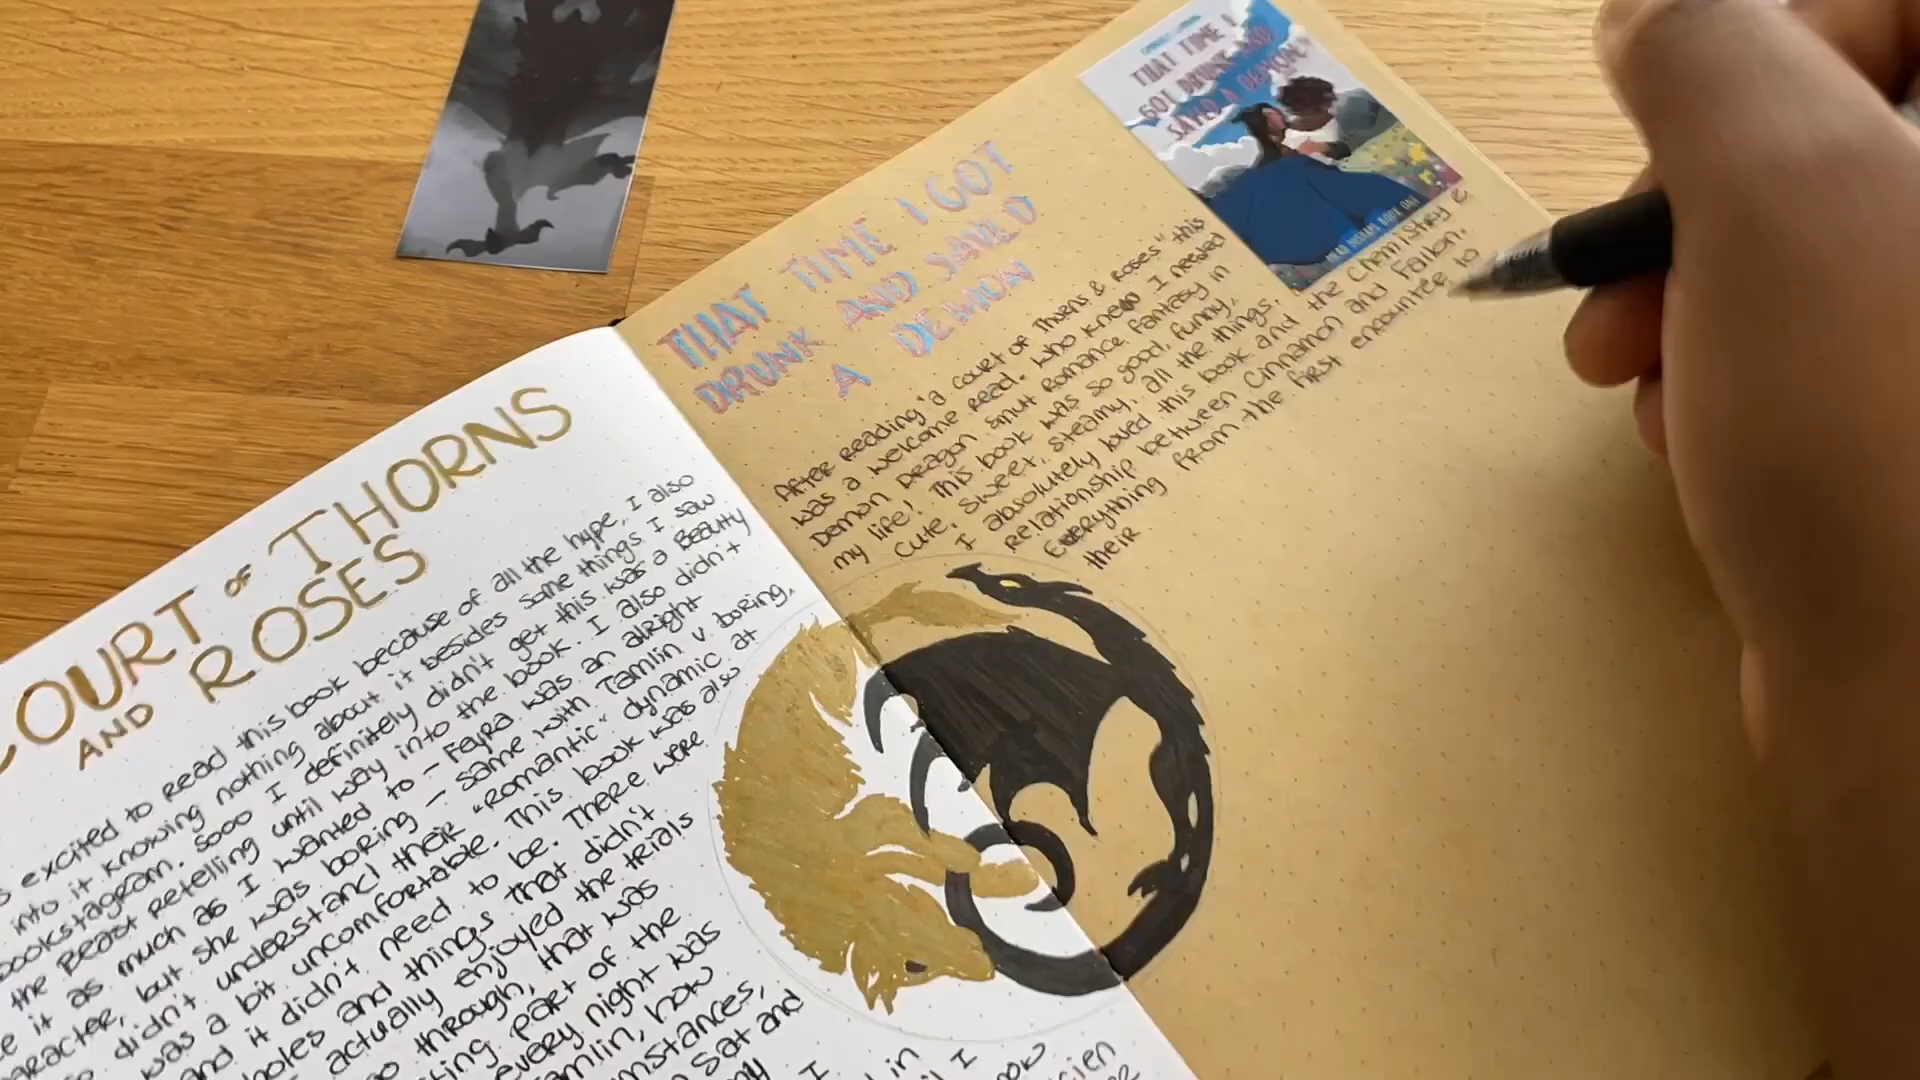 COURT OF THORNS
AND ROSES
excited to read this book because of all the hype, I also
into it knowing nothing about it besides some things I saw
bookstagram. Sooo I definitely didn't get this was a Beauty
the Beast retelling until way into the book. I also didn't
it as much as I wanted to - Feyra was an alright
but she was boring - same with Tamlin v boring,
didn't understand their "romantic" dynamic at
was a bit uncomfortable. This book was also
and it didn't need to be. There were
holes and things that didn't
actually enjoyed the trials
through, that was
part of the
every night was
how
sat and
I
in
I
THAT TIME I GOT
DRUNK AND SAVED
A DEMON
After reading "A Court of Thorns & Roses" this
was a welcome read. Who knew I needed
Demon Dragon smut romance fantasy in
my life! This book was so good, funny,
cute, sweet, steamy, all the things.
I absolutely loved this book and the chemistry &
relationship between Cinnamon and Fallon.
Everything from the first encounter to
their
THAT TIME I
GOT DRUNK AND
SAVED A DEMON
MEAD MISHAPS BOOK ONE